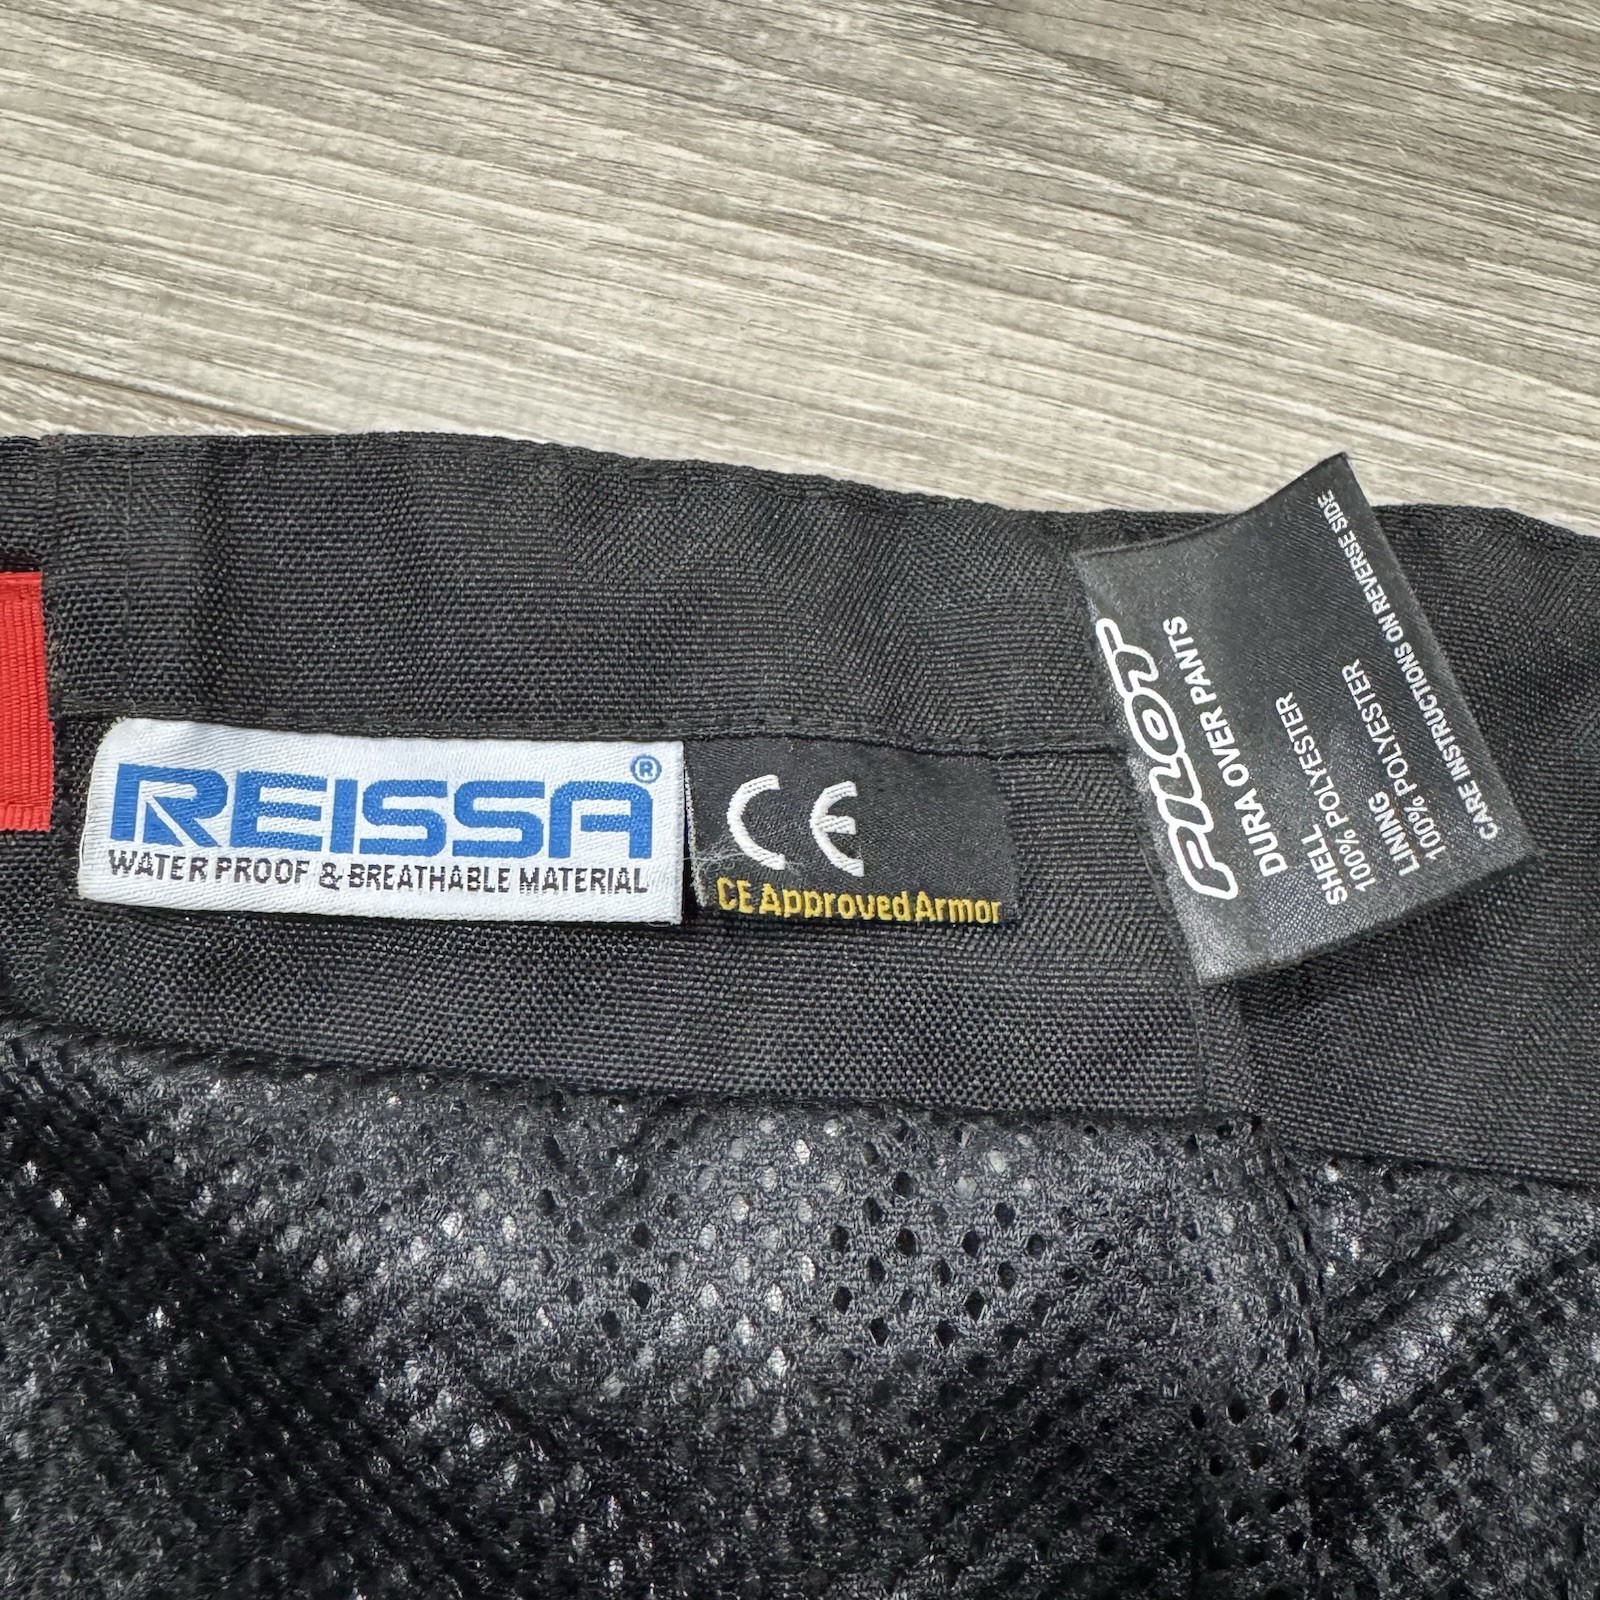 REISSA®
WATER PROOF & BREATHABLE MATERIAL
CE
CE Approved Armor
PILOT
DURA OVER PANTS
SHELL
100% POLYESTER
LINING
100% POLYESTER
CARE INSTRUCTIONS ON REVERSE SIDE